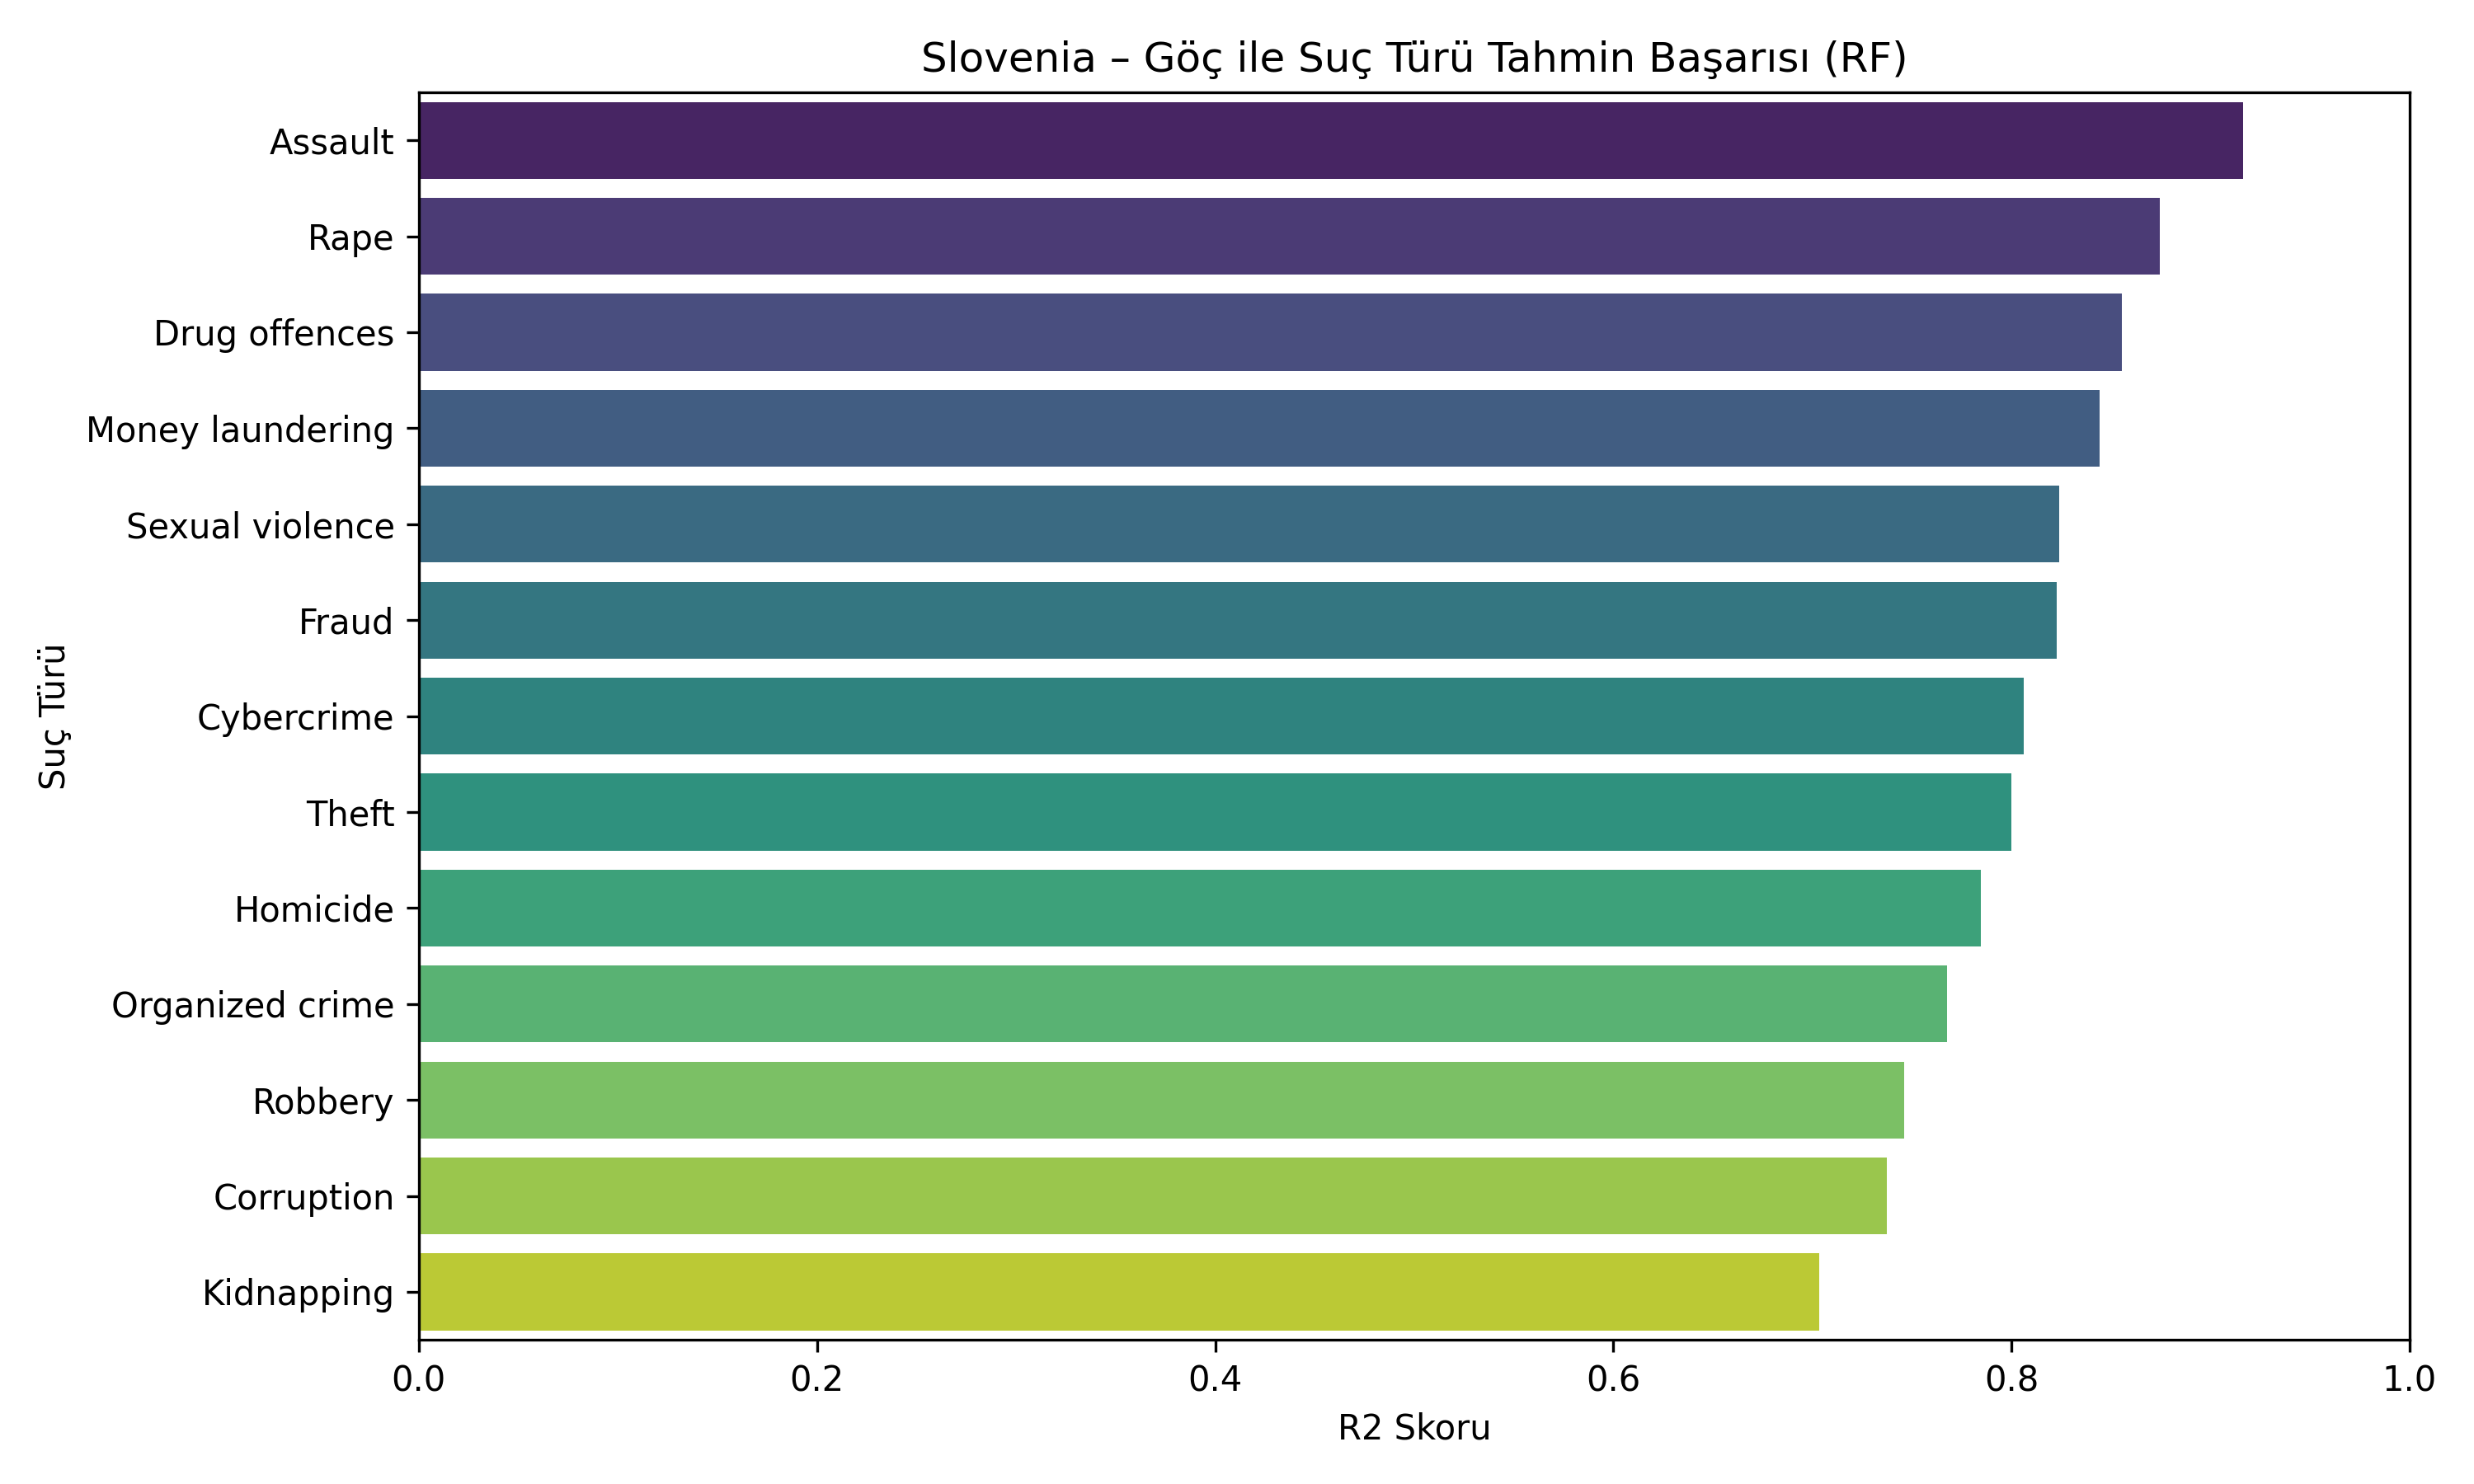 Slovenia – Göç ile Suç Türü Tahmin Başarısı (RF)
Suç Türü
Assault
Rape
Drug offences
Money laundering
Sexual violence
Fraud
Cybercrime
Theft
Homicide
Organized crime
Robbery
Corruption
Kidnapping
0.0 0.2 0.4 0.6 0.8 1.0
R2 Skoru